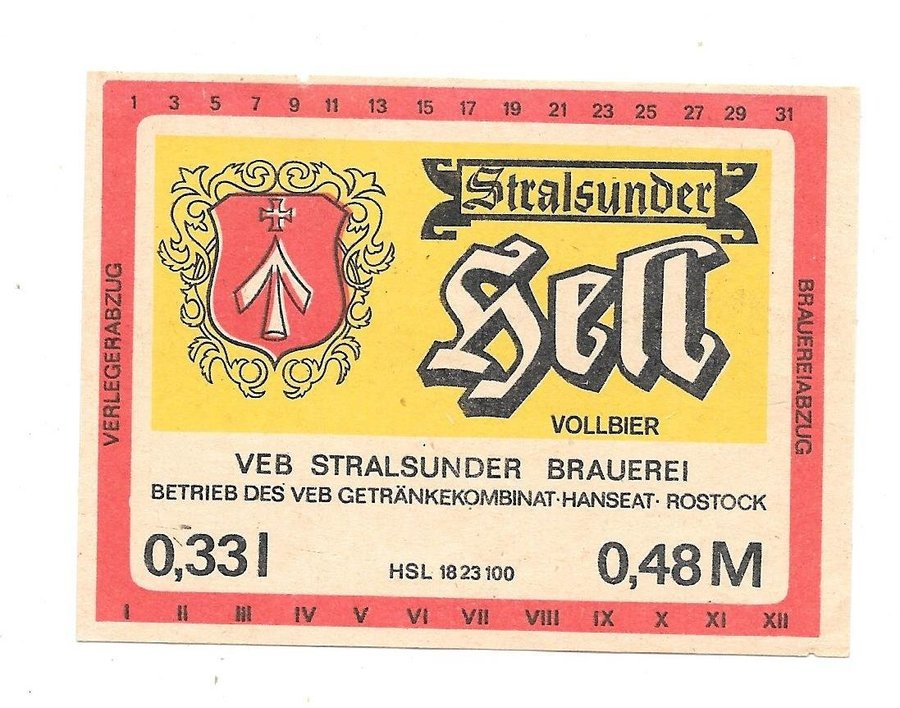 1 3 5 7 9 11 13 15 17 19 21 23 25 27 29 31
VERLEGERABZUG
Stralsunder
Hell
VOLLBIER
BRAUEREIABZUG
VEB STRALSUNDER BRAUEREI
BETRIEB DES VEB GETRÄNKEKOMBINAT·HANSEAT· ROSTOCK
0,33 l
HSL 18 23 100
0,48 M
I II III IV V VI VII VIII IX X XI XII